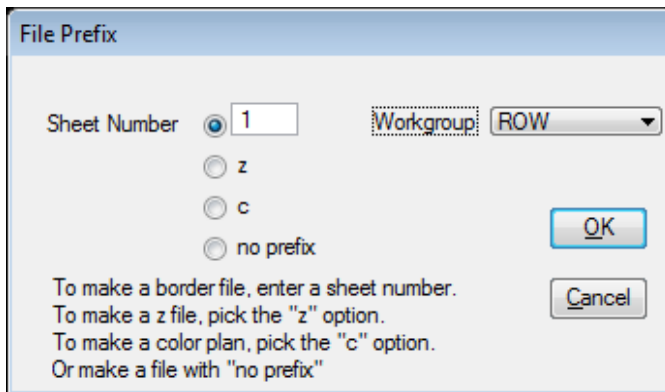 File Prefix
Sheet Number 1 Workgroup ROW
z
c
no prefix
OK
To make a border file, enter a sheet number.
To make a z file, pick the "z" option.
Cancel
To make a color plan, pick the "c" option.
Or make a file with "no prefix"